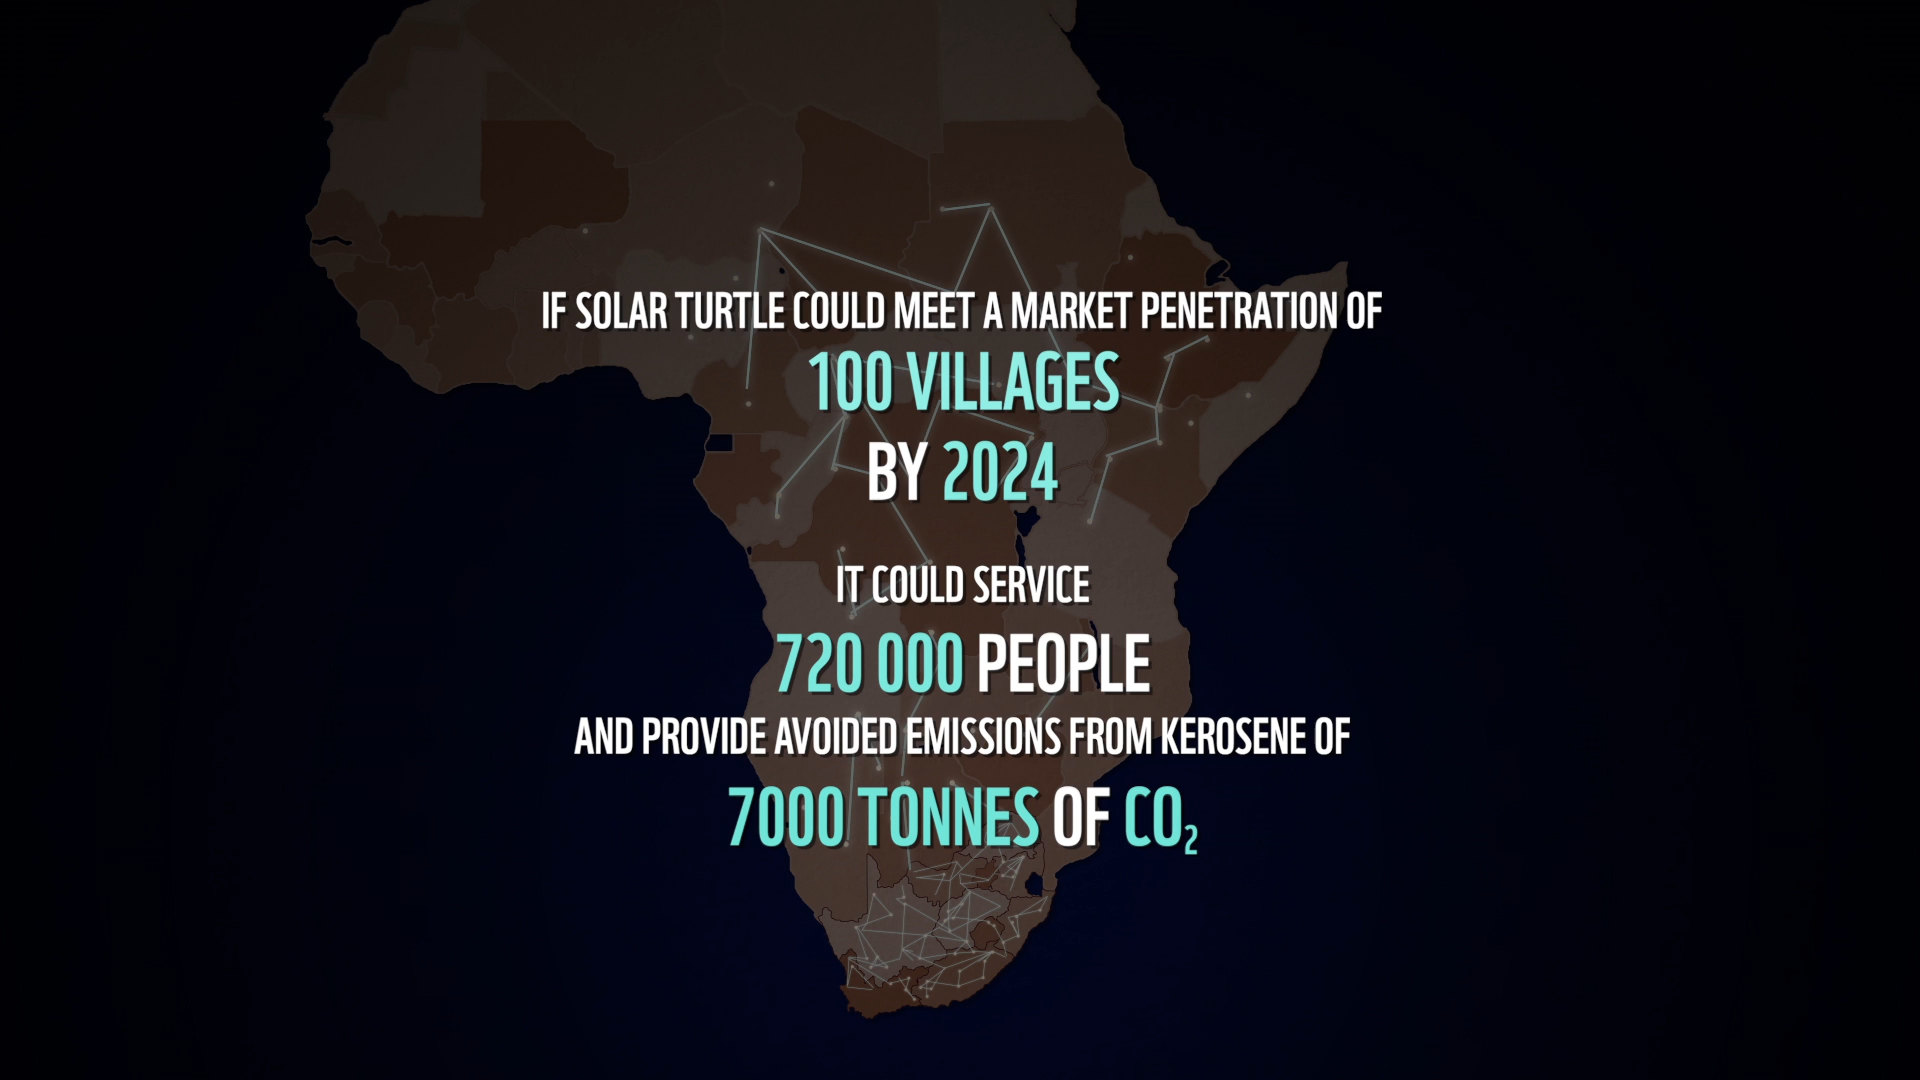 IF SOLAR TURTLE COULD MEET A MARKET PENETRATION OF
100 VILLAGES
BY 2024
IT COULD SERVICE
720 000 PEOPLE
AND PROVIDE AVOIDED EMISSIONS FROM KEROSENE OF
7000 TONNES OF CO₂